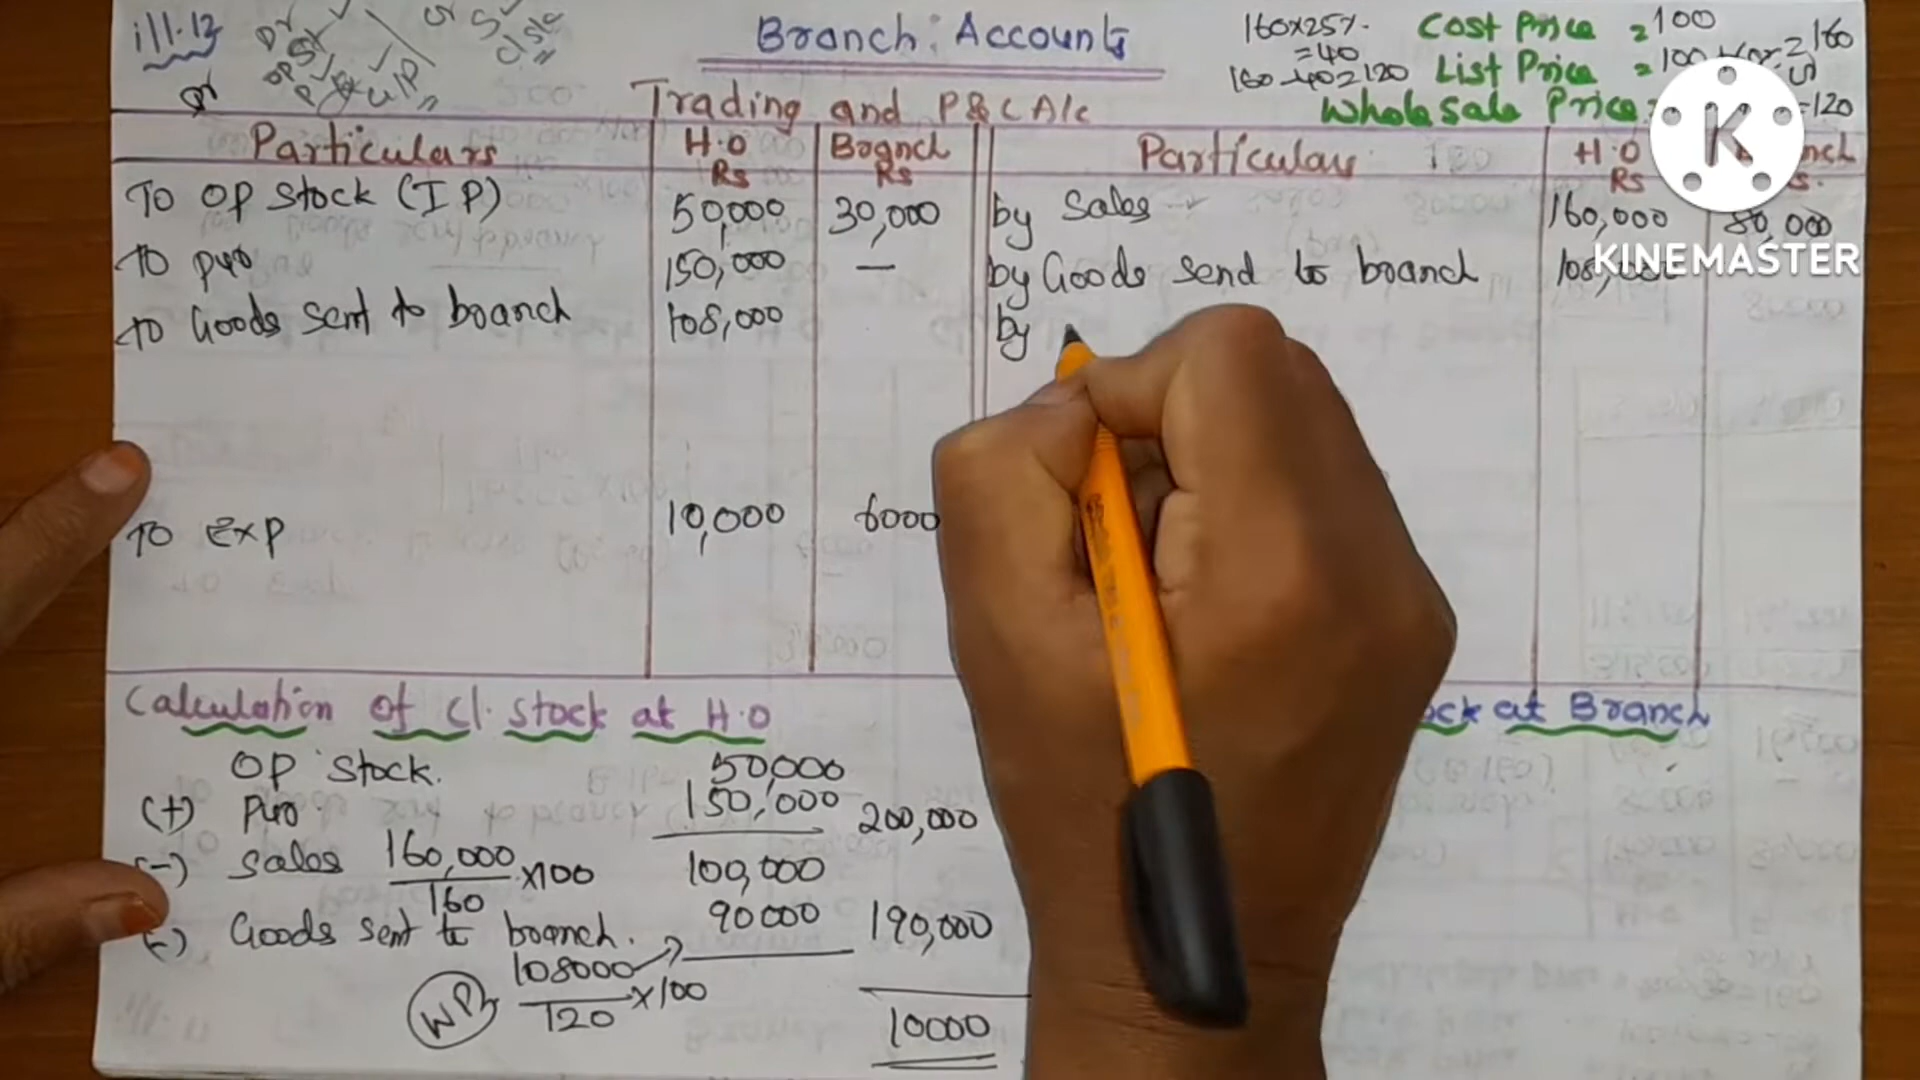 ill.12
Dr
Branch: Accounts
160x25%.
=40
160-40=120
Cost Price = 100
List Price = 100
= 160
Wholesale Price =
=120
Trading and P&L A/c
Particulars H.O Rs Branch Rs Particulars H.O Rs
To OP Stock (IP) 50,000 30,000 by Sales 160,000 80,000
To pur 150,000 — by Goods send to branch
To Goods sent to branch 108,000 by
To Exp 10,000 6000
KINEMASTER
Calculation of Cl. stock at H.O
at Branch
OP Stock. 50,000
(+) Pur 150,000 200,000
(-) Sales 160,000/160 x100 100,000
(-) Goods sent to branch. 90000 190,000
WP 108000/120 x100
10000